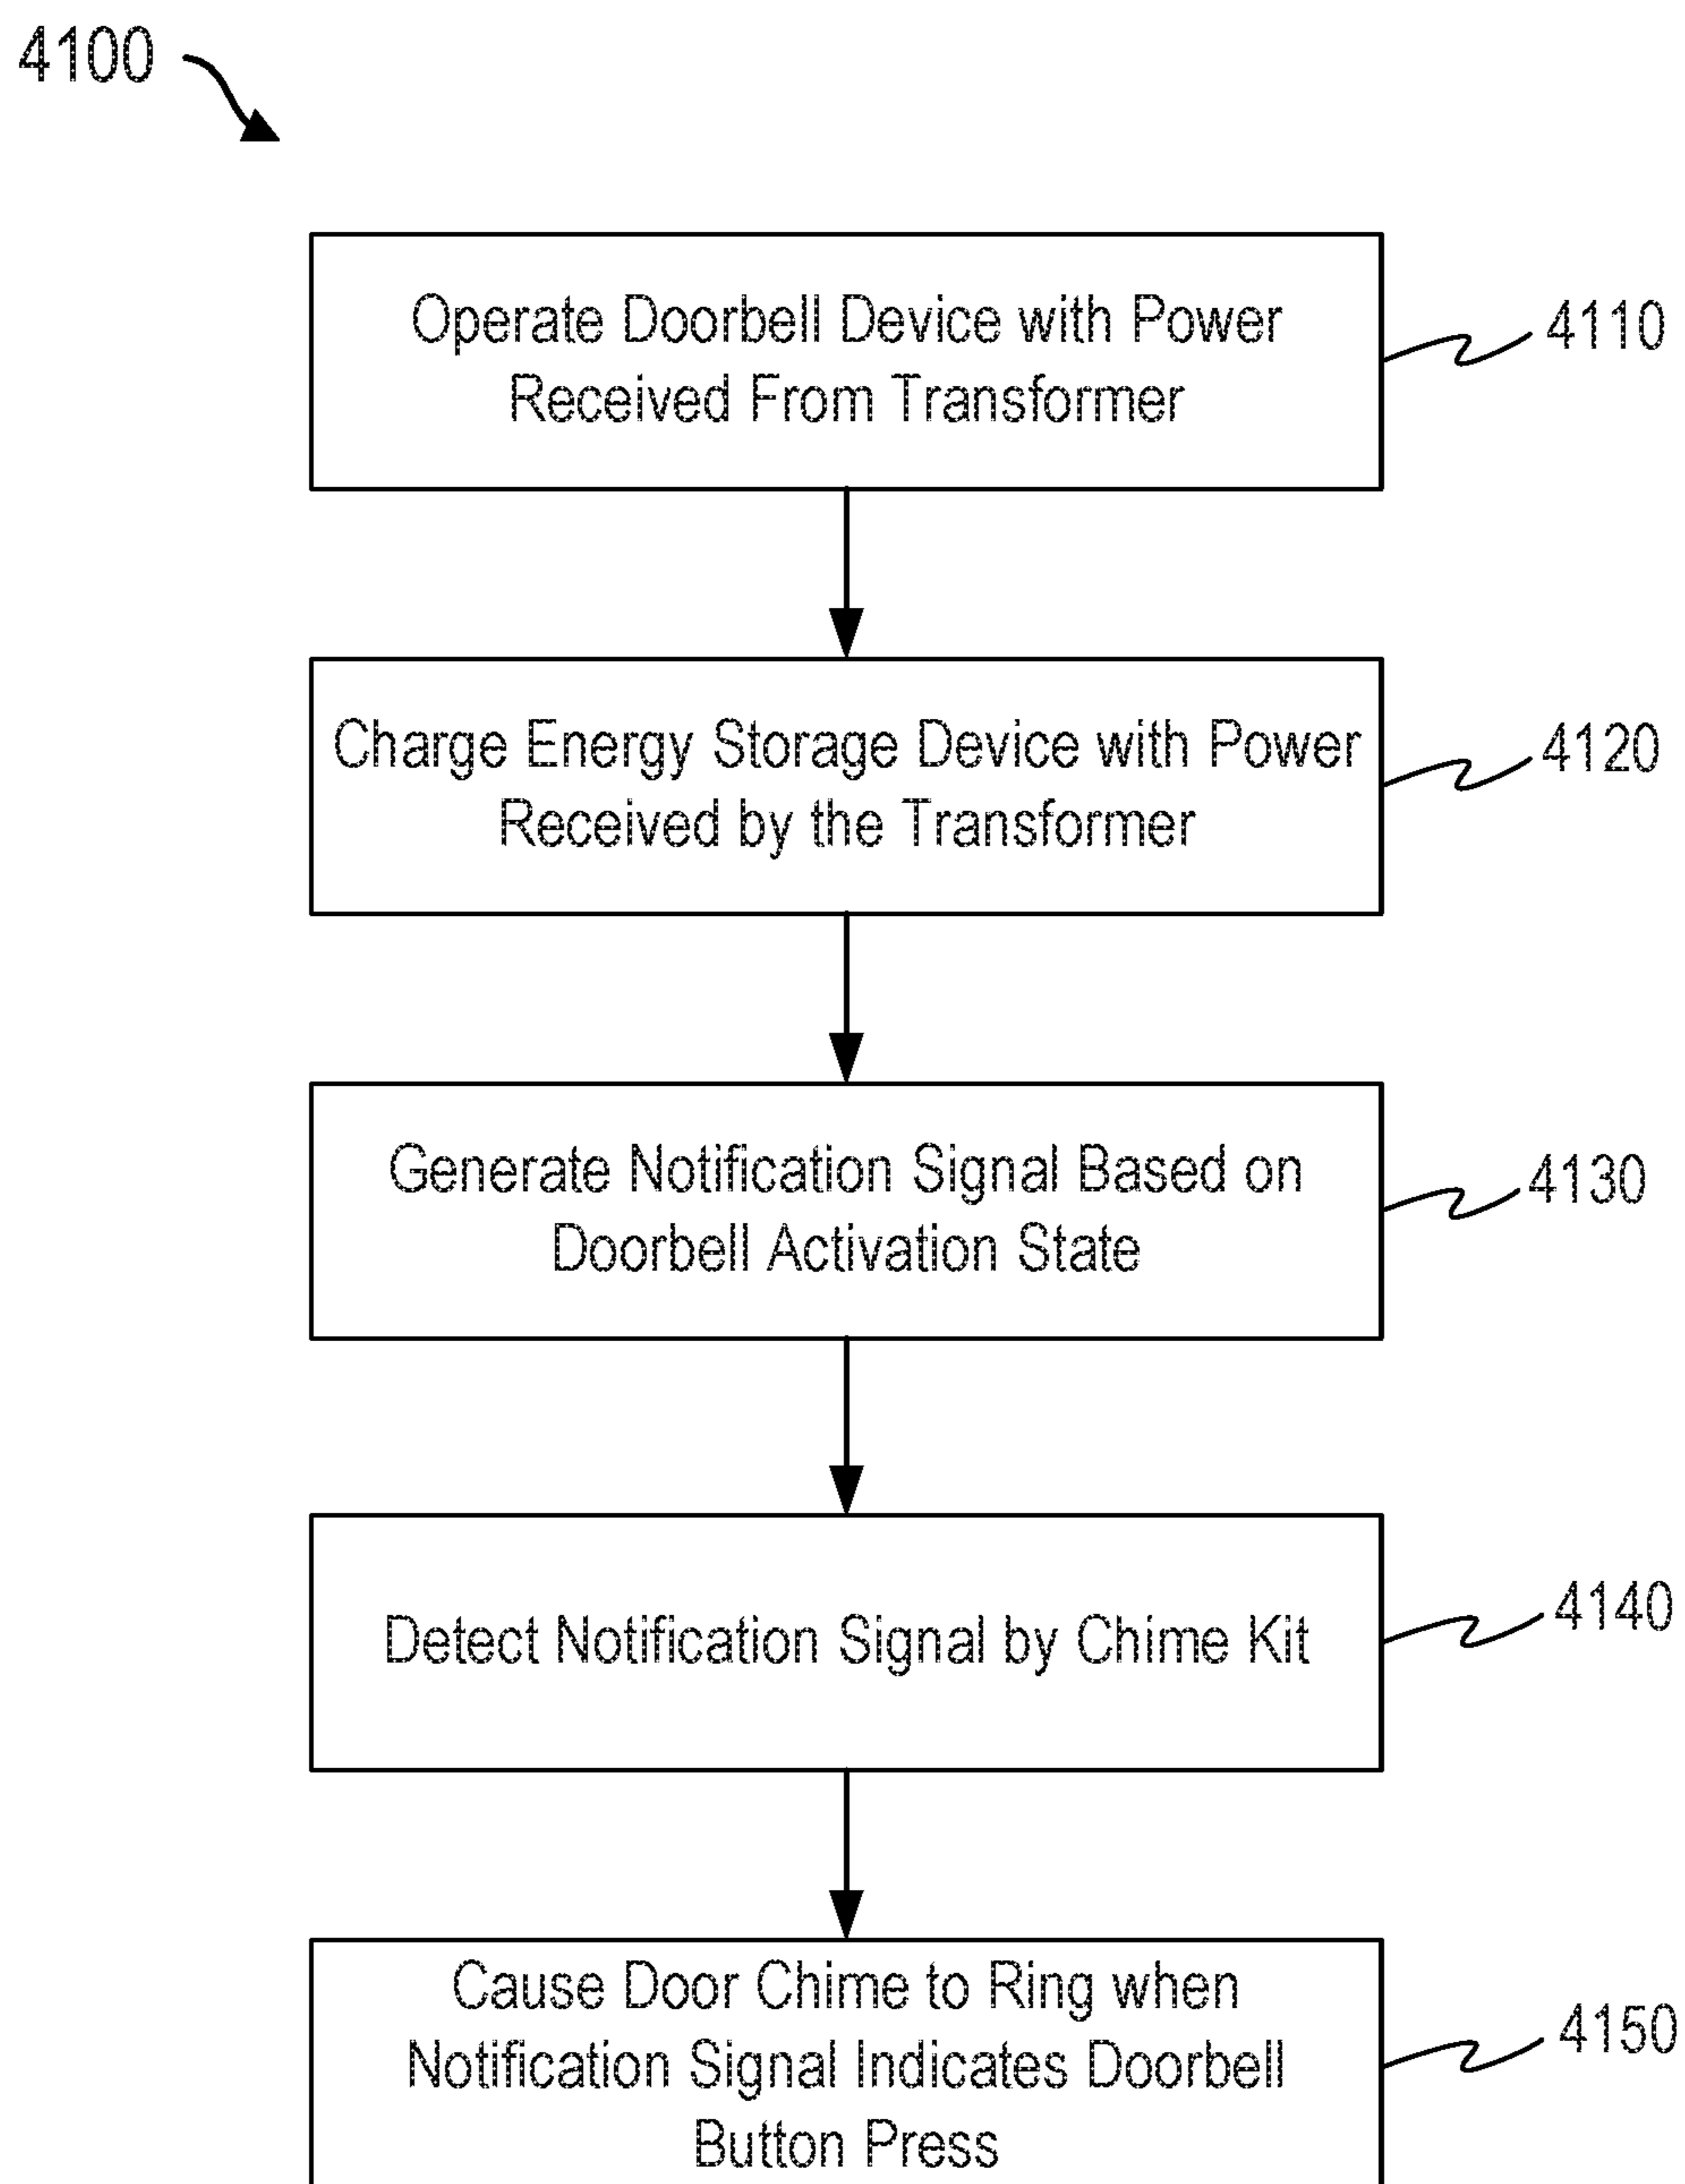 4100
Operate Doorbell Device with Power
Received From Transformer
4110
Charge Energy Storage Device with Power
Received by the Transformer
4120
Generate Notification Signal Based on
Doorbell Activation State
4130
Detect Notification Signal by Chime Kit
4140
Cause Door Chime to Ring when
Notification Signal Indicates Doorbell
Button Press
4150